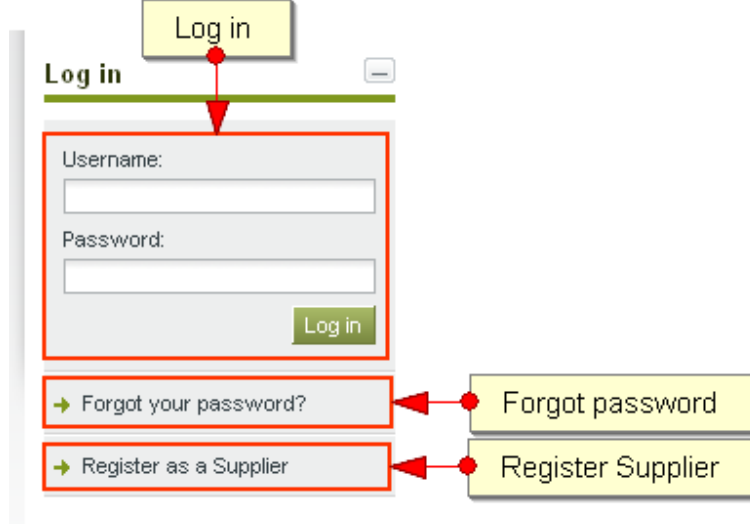 Log in
Log in
Username:
Password:
Log in
Forgot your password?
Forgot password
Register as a Supplier
Register Supplier